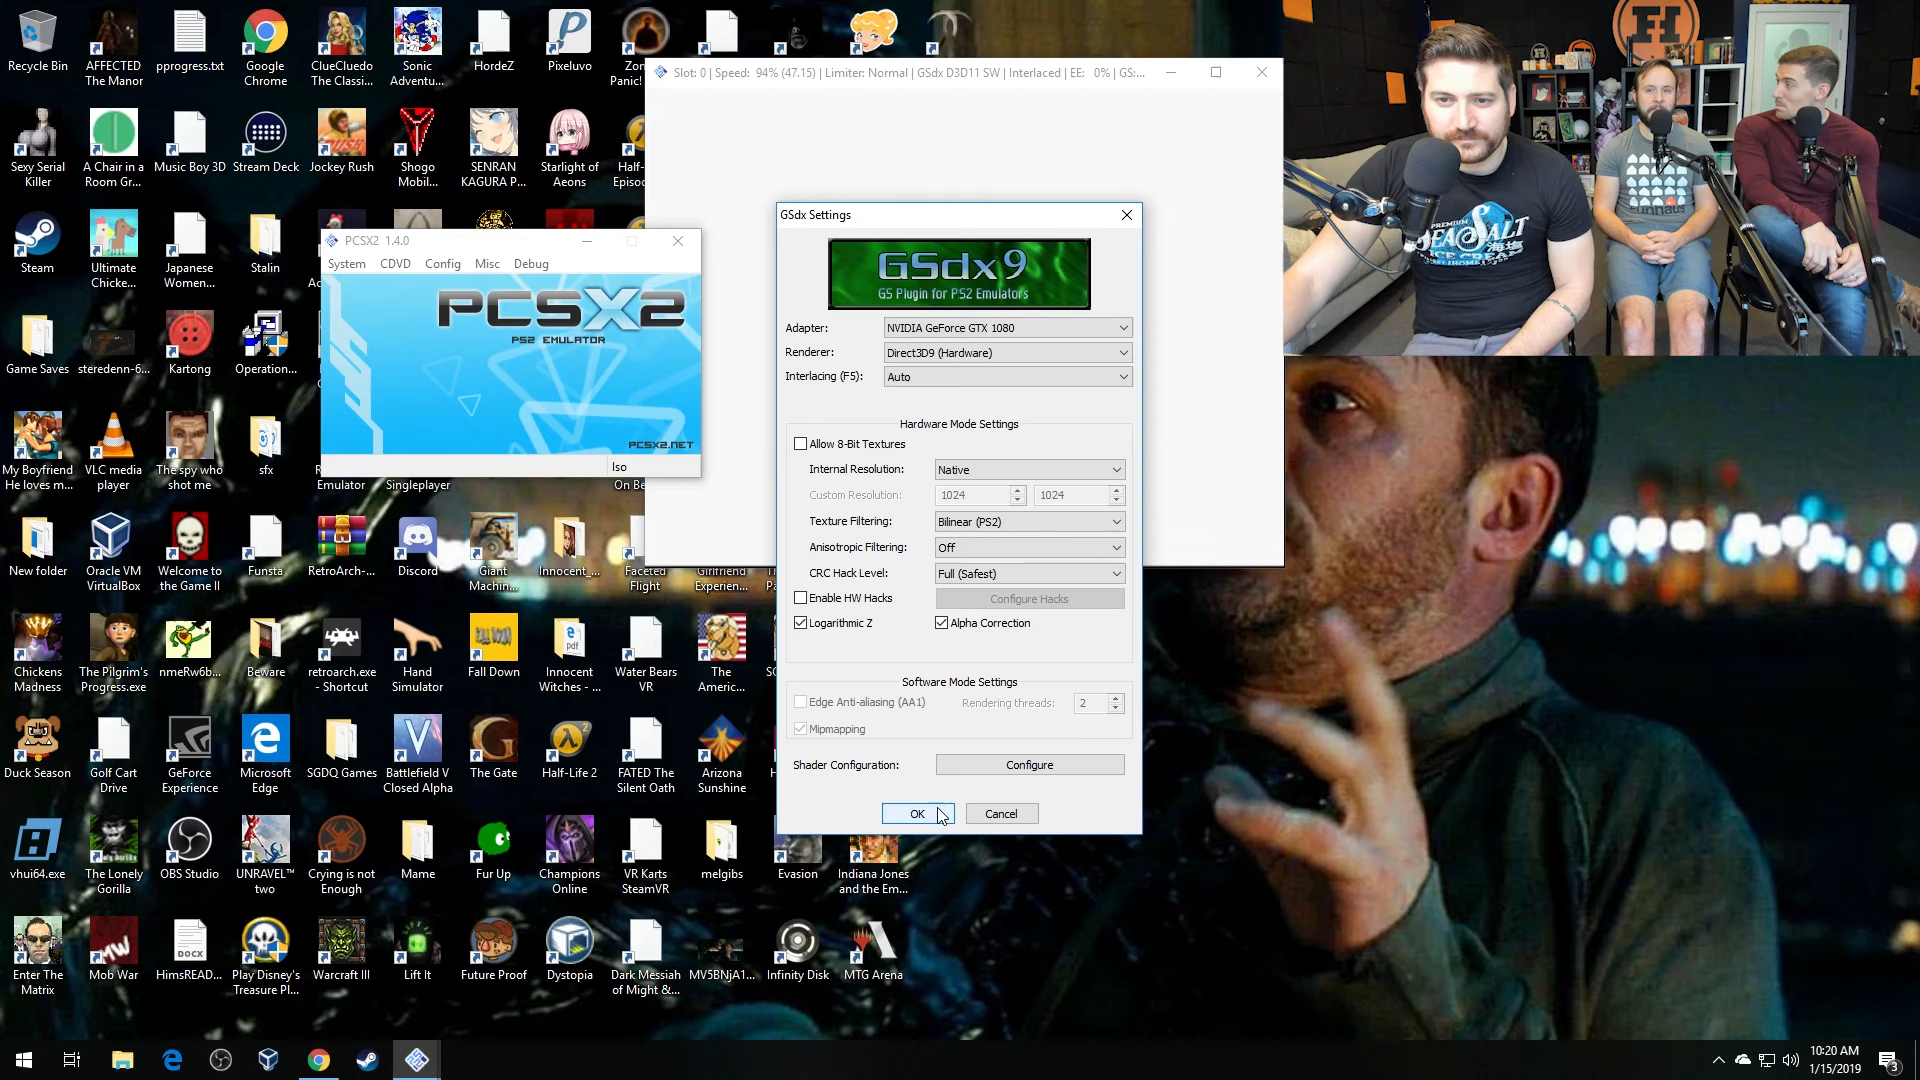 Recycle Bin
AFFECTED
The Manor
pprogress.txt
Google
Chrome
ClueCluedo
The Classi...
Sonic
Adventu...
HordeZ
Pixeluvo
Zon
Panic!
Sexy Serial
Killer
A Chair in a
Room Gr...
Music Boy 3D
Stream Deck
Jockey Rush
Shogo
Mobil...
SENRAN
KAGURA P...
Starlight of
Aeons
Half-
Episo
Steam
Ultimate
Chicke...
Japanese
Women...
Stalin
Game Saves
steredenn-6...
Kartong
Operation...
My Boyfriend
He loves m...
VLC media
player
The spy who
shot me
sfx
Emulator
Singleplayer
On Be
New folder
Oracle VM
VirtualBox
Welcome to
the Game II
Funsta
RetroArch-...
Discord
Giant
Machin...
Innocent_...
Faceted
Flight
Girlfriend
Experien...
Chickens
Madness
The Pilgrim's
Progress.exe
nmeRw6b...
Beware
retroarch.exe
- Shortcut
Hand
Simulator
Fall Down
Innocent
Witches - ...
Water Bears
VR
The
Americ...
Duck Season
Golf Cart
Drive
GeForce
Experience
Microsoft
Edge
SGDQ Games
Battlefield V
Closed Alpha
The Gate
Half-Life 2
FATED The
Silent Oath
Arizona
Sunshine
vhui64.exe
The Lonely
Gorilla
OBS Studio
UNRAVEL™
two
Crying is not
Enough
Mame
Fur Up
Champions
Online
VR Karts
SteamVR
melgibs
Evasion
Indiana Jones
and the Em...
Enter The
Matrix
Mob War
HimsREAD...
Play Disney's
Treasure Pl...
Warcraft III
Lift It
Future Proof
Dystopia
Dark Messiah
of Might &...
MV5BNjA1...
Infinity Disk
MTG Arena
Slot: 0 | Speed: 94% (47.15) | Limiter: Normal | GSdx D3D11 SW | Interlaced | EE: 0% | GS:...
PCSX2 1.4.0
System CDVD Config Misc Debug
PCSX2
PS2 EMULATOR
PCSX2.NET
Iso
GSdx Settings
GSdx9
GS Plugin for PS2 Emulators
Adapter: NVIDIA GeForce GTX 1080
Renderer: Direct3D9 (Hardware)
Interlacing (F5): Auto
Hardware Mode Settings
Allow 8-Bit Textures
Internal Resolution: Native
Custom Resolution: 1024 1024
Texture Filtering: Bilinear (PS2)
Anisotropic Filtering: Off
CRC Hack Level: Full (Safest)
Enable HW Hacks Configure Hacks
Logarithmic Z Alpha Correction
Software Mode Settings
Edge Anti-aliasing (AA1) Rendering threads: 2
Mipmapping
Shader Configuration: Configure
OK Cancel
PREMIUM
SEA SALT
海塩
ICE CREAM
funhaus
10:20 AM
1/15/2019
3